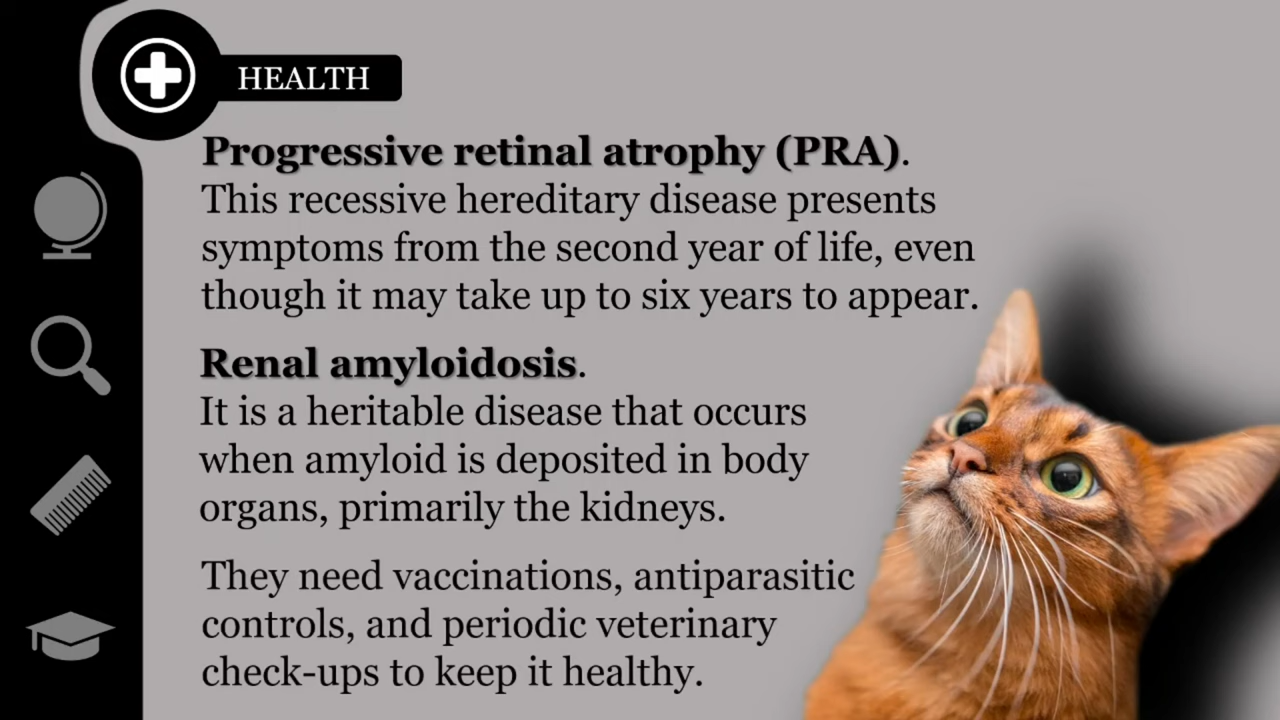 HEALTH
Progressive retinal atrophy (PRA).
This recessive hereditary disease presents
symptoms from the second year of life, even
though it may take up to six years to appear.
Renal amyloidosis.
It is a heritable disease that occurs
when amyloid is deposited in body
organs, primarily the kidneys.
They need vaccinations, antiparasitic
controls, and periodic veterinary
check-ups to keep it healthy.